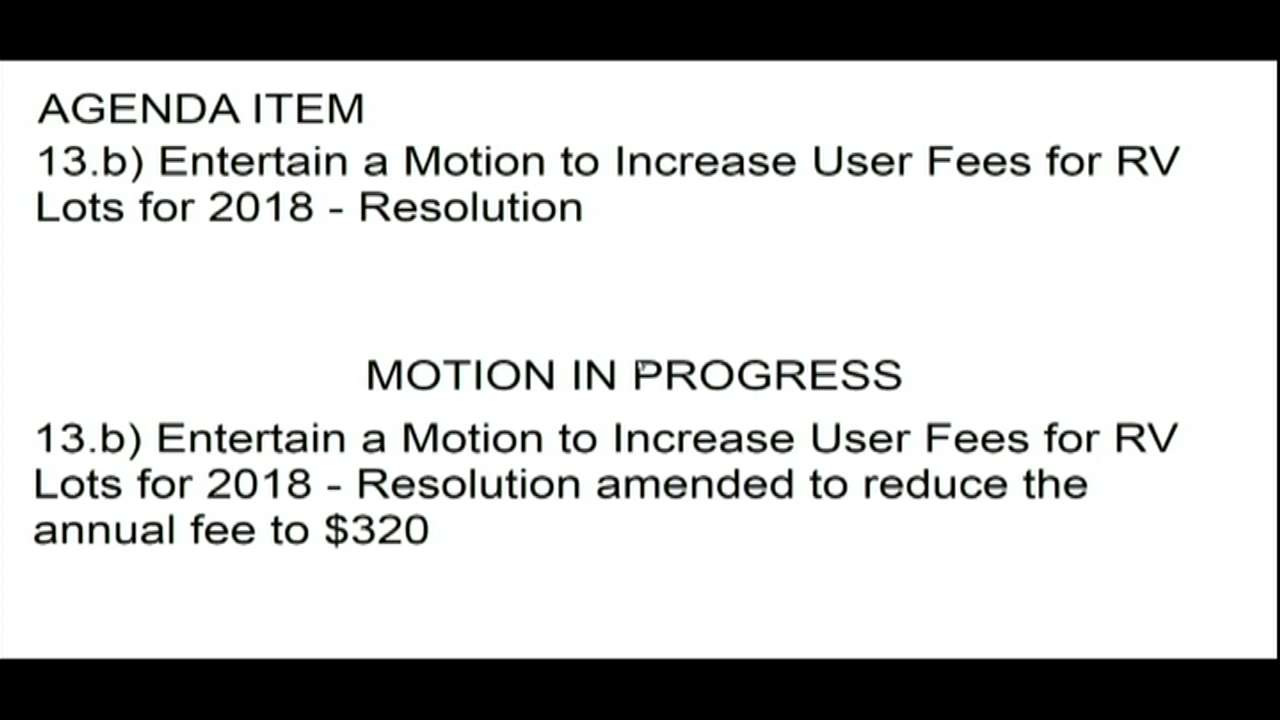 AGENDA ITEM
13.b) Entertain a Motion to Increase User Fees for RV
Lots for 2018 - Resolution
MOTION IN PROGRESS
13.b) Entertain a Motion to Increase User Fees for RV
Lots for 2018 - Resolution amended to reduce the
annual fee to $320